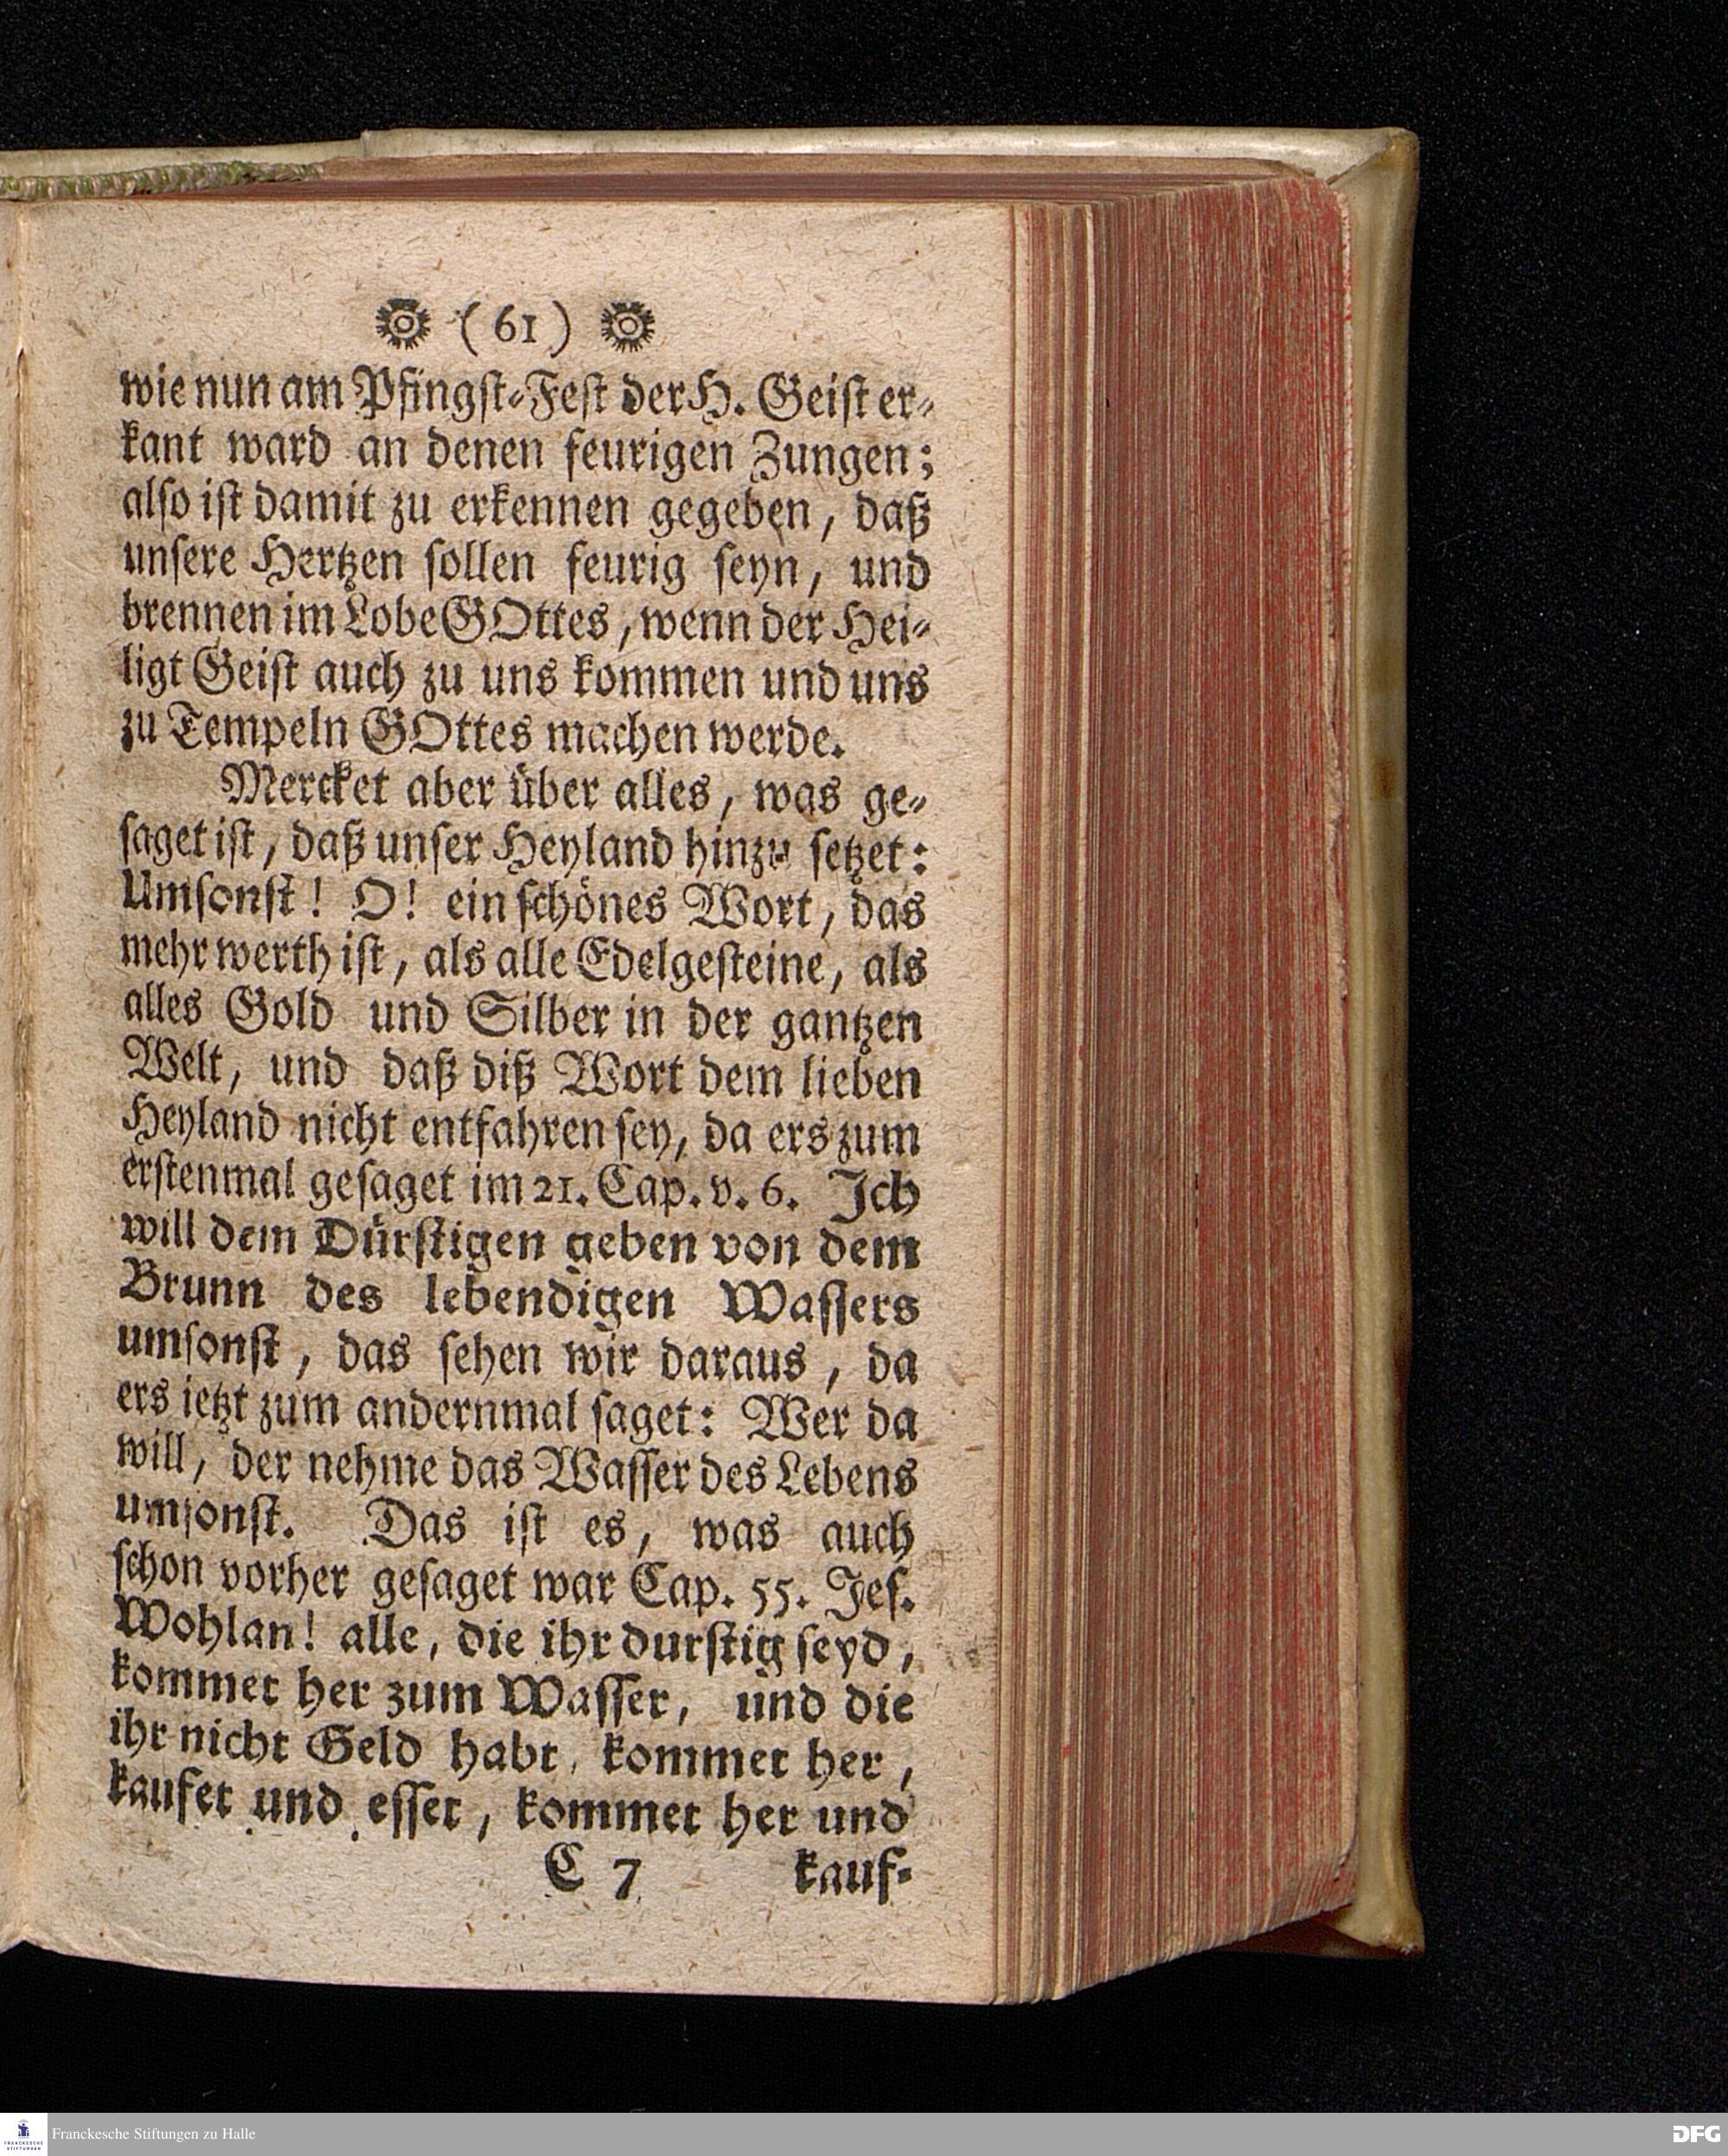 (61)
wie nun am Pfingst-Fest der H. Geist er-
kant ward an denen feurigen Zungen;
also ist damit zu erkennen gegeben, daß
unsere Hertzen sollen feurig seyn, und
brennen im Lobe GOttes, wenn der Hei-
ligt Geist auch zu uns kommen und uns
zu Tempeln GOttes machen werde.
Mercket aber über alles, was ge-
saget ist, daß unser Heyland hinzu setzet:
Umsonst! O! ein schönes Wort, das
mehr werth ist, als alle Edelgesteine, als
alles Gold und Silber in der gantzen
Welt, und daß diß Wort dem lieben
Heyland nicht entfahren sey, da ers zum
erstenmal gesaget im 21. Cap. v. 6. Ich
will dem Dürstigen geben von dem
Brunn des lebendigen Wassers
umsonst, das sehen wir daraus, da
ers ietzt zum andernmal saget: Wer da
will, der nehme das Wasser des Lebens
umsonst. Das ist es, was auch
schon vorher gesaget war Cap. 55. Jes.
Wohlan! alle, die ihr durstig seyd,
kommet her zum Wasser, und die
ihr nicht Geld habt, kommet her,
kaufet und esset, kommet her und
C 7 kauf-
FRANCKESCHE STIFTUNGEN
Franckesche Stiftungen zu Halle
DFG